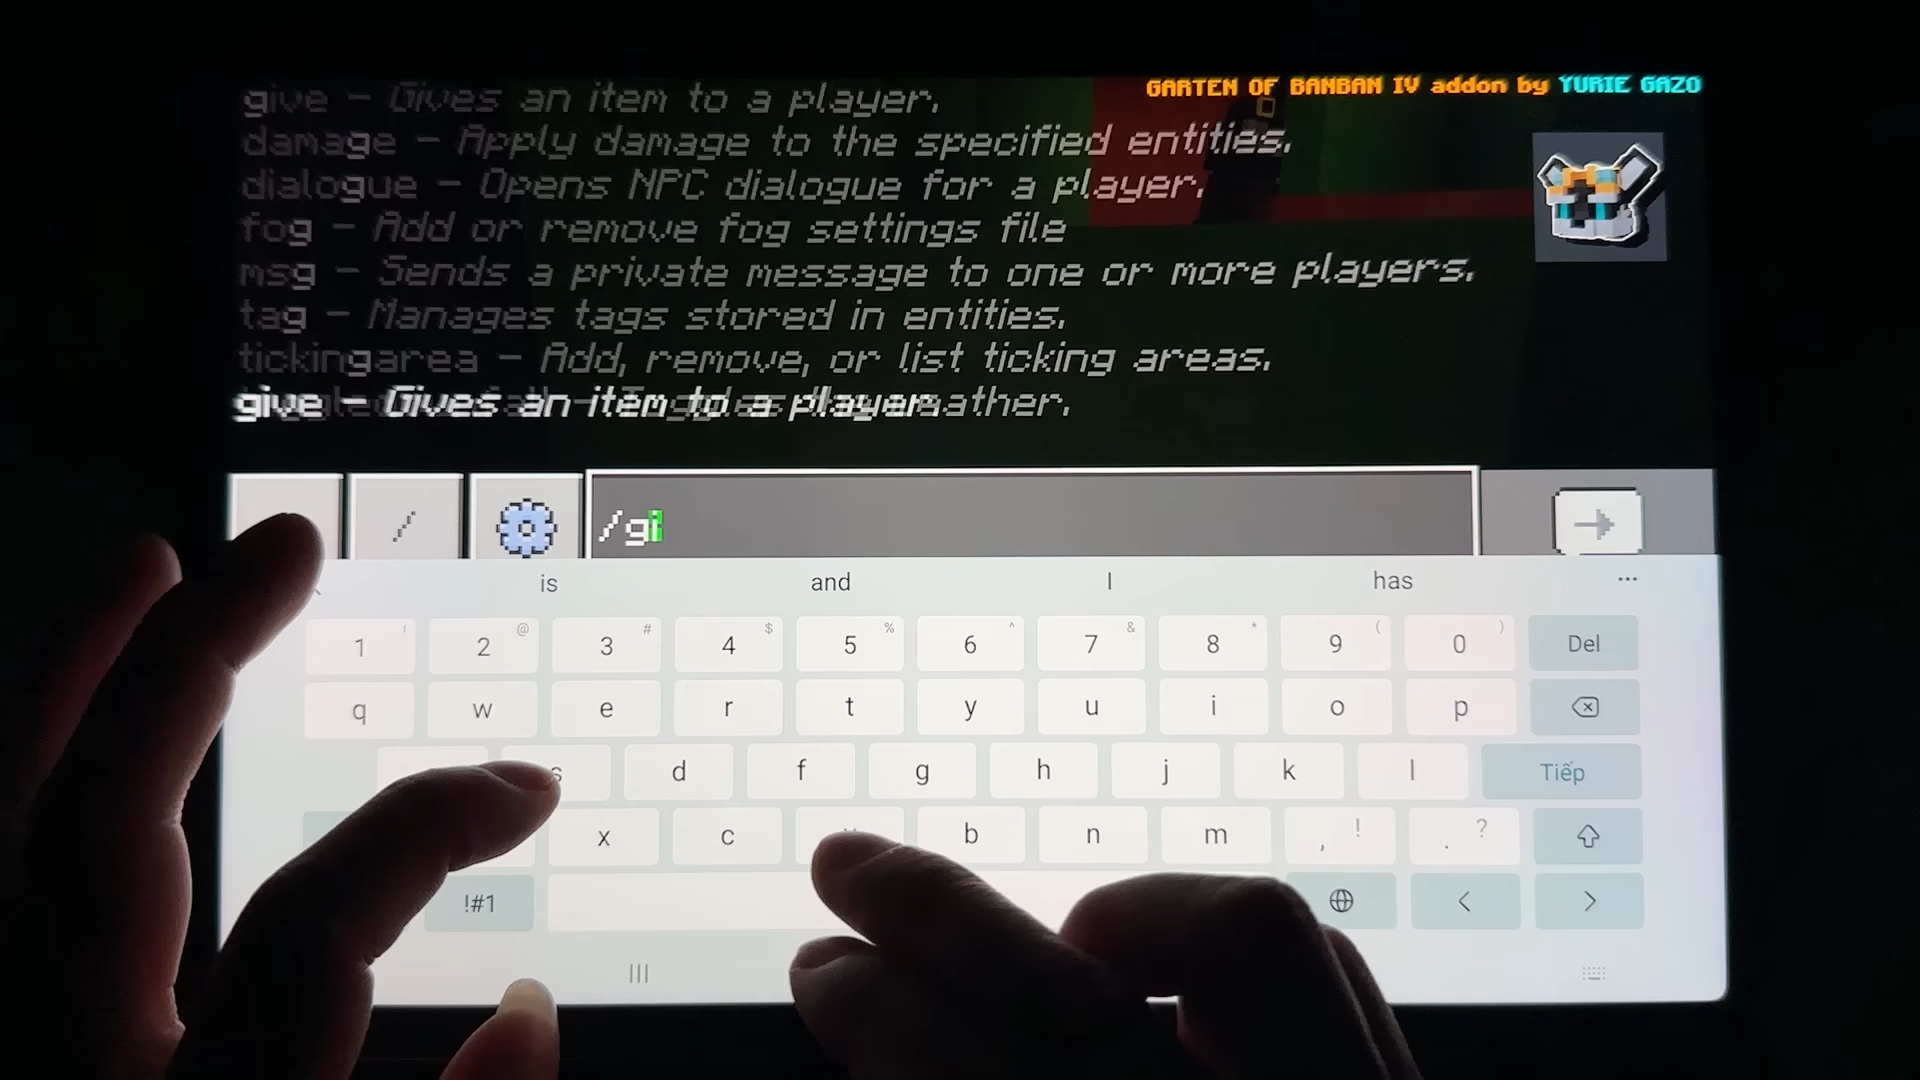 GARTEN OF BANBAN IV addon by YURIE GAZO
give - Gives an item to a player.
damage - Apply damage to the specified entities.
dialogue - Opens NPC dialogue for a player.
fog - Add or remove fog settings file
msg - Sends a private message to one or more players.
tag - Manages tags stored in entities.
tickingarea - Add, remove, or list ticking areas.
give - Gives an item to a player.
/ /gi
is and I has ...
! @ # $ % ^ & * ( )
1 2 3 4 5 6 7 8 9 0 Del
q w e r t y u i o p
s d f g h j k l Tiếp
x c b n m , ! . ?
!#1 < >